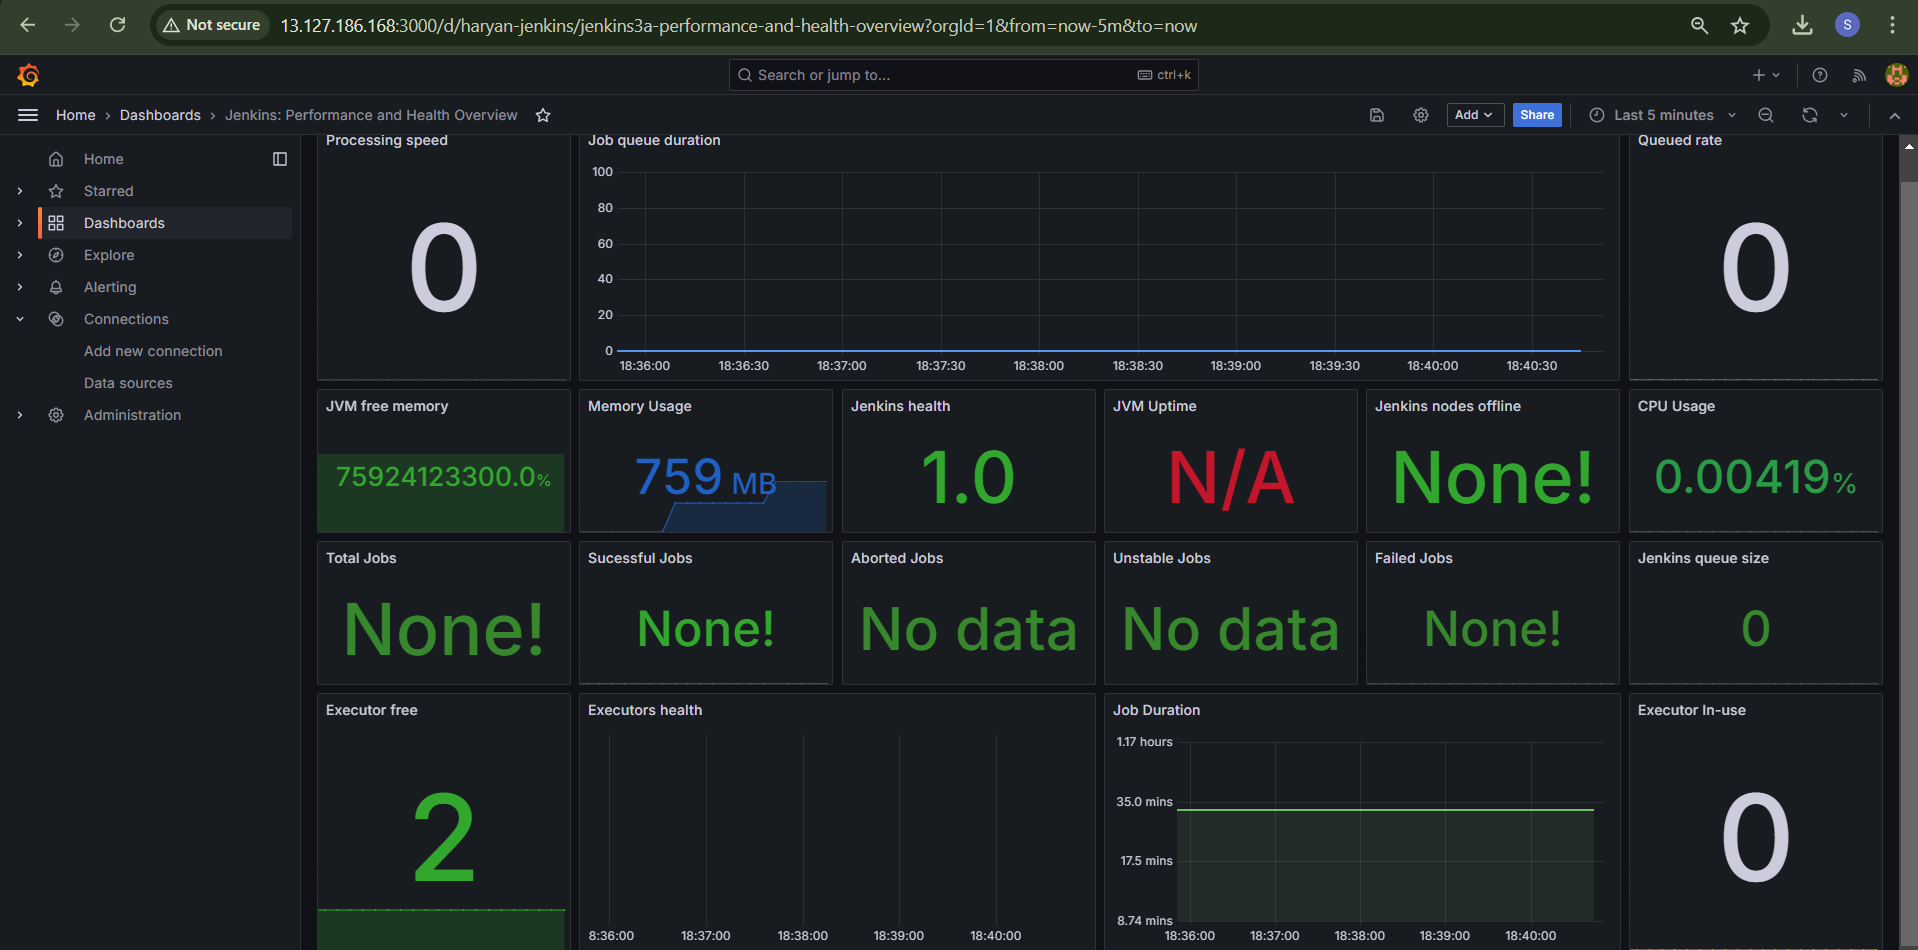 Not secure
13.127.186.168:3000/d/haryan-jenkins/jenkins3a-performance-and-health-overview?orgId=1&from=now-5m&to=now
S
Search or jump to...
ctrl+k
Home › Dashboards › Jenkins: Performance and Health Overview
Add
Share
Last 5 minutes
Home
Starred
Dashboards
Explore
Alerting
Connections
Add new connection
Data sources
Administration
Processing speed
0
Job queue duration
100
80
60
40
20
0
18:36:00 18:36:30 18:37:00 18:37:30 18:38:00 18:38:30 18:39:00 18:39:30 18:40:00 18:40:30
Queued rate
0
JVM free memory
75924123300.0%
Memory Usage
759 MB
Jenkins health
1.0
JVM Uptime
N/A
Jenkins nodes offline
None!
CPU Usage
0.00419%
Total Jobs
None!
Sucessful Jobs
None!
Aborted Jobs
No data
Unstable Jobs
No data
Failed Jobs
None!
Jenkins queue size
0
Executor free
2
Executors health
8:36:00 18:37:00 18:38:00 18:39:00 18:40:00
Job Duration
1.17 hours
35.0 mins
17.5 mins
8.74 mins
18:36:00 18:37:00 18:38:00 18:39:00 18:40:00
Executor In-use
0